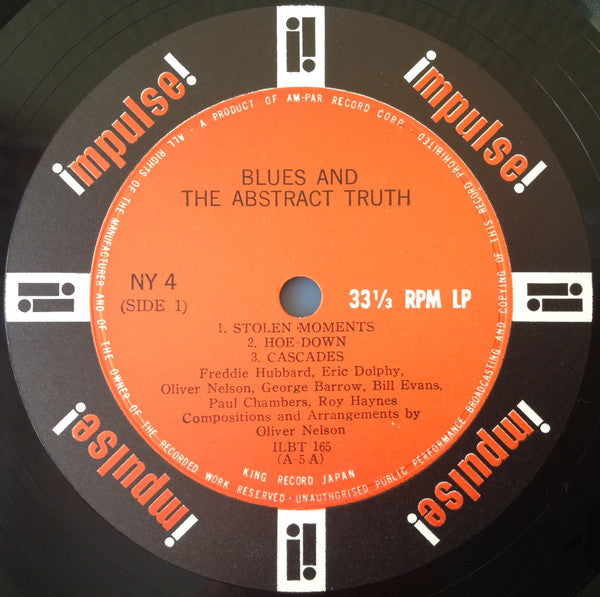 impulse!
impulse!
impulse!
impulse!
· A PRODUCT OF AM-PAR RECORD CORP. ·
ALL RIGHTS OF THE MANUFACTURER AND OF THE OWNER OF THE RECORDED WORK RESERVED · UNAUTHORISED PUBLIC PERFORMANCE BROADCASTING AND COPYING OF THIS RECORD PROHIBITED
BLUES AND
THE ABSTRACT TRUTH
NY 4
(SIDE 1)
33⅓ RPM LP
1. STOLEN MOMENTS
2. HOE-DOWN
3. CASCADES
Freddie Hubbard, Eric Dolphy,
Oliver Nelson, George Barrow, Bill Evans,
Paul Chambers, Roy Haynes
Compositions and Arrangements by
Oliver Nelson
ILBT 165
(A-5 A)
KING RECORD JAPAN